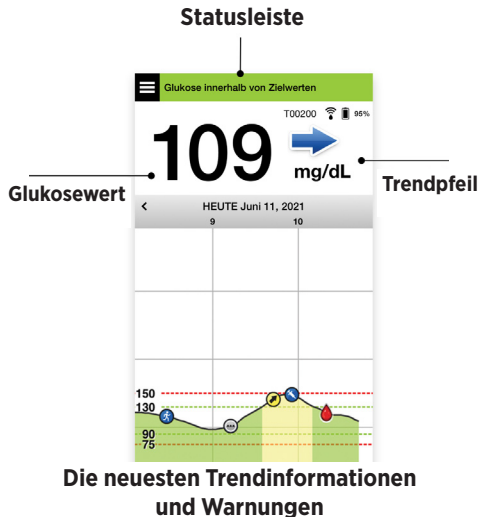 Statusleiste
Glukose innerhalb von Zielwerten
T00200 95%
109
mg/dL
Glukosewert
Trendpfeil
< HEUTE Juni 11, 2021
9 10
150
130
90
75
Die neuesten Trendinformationen
und Warnungen